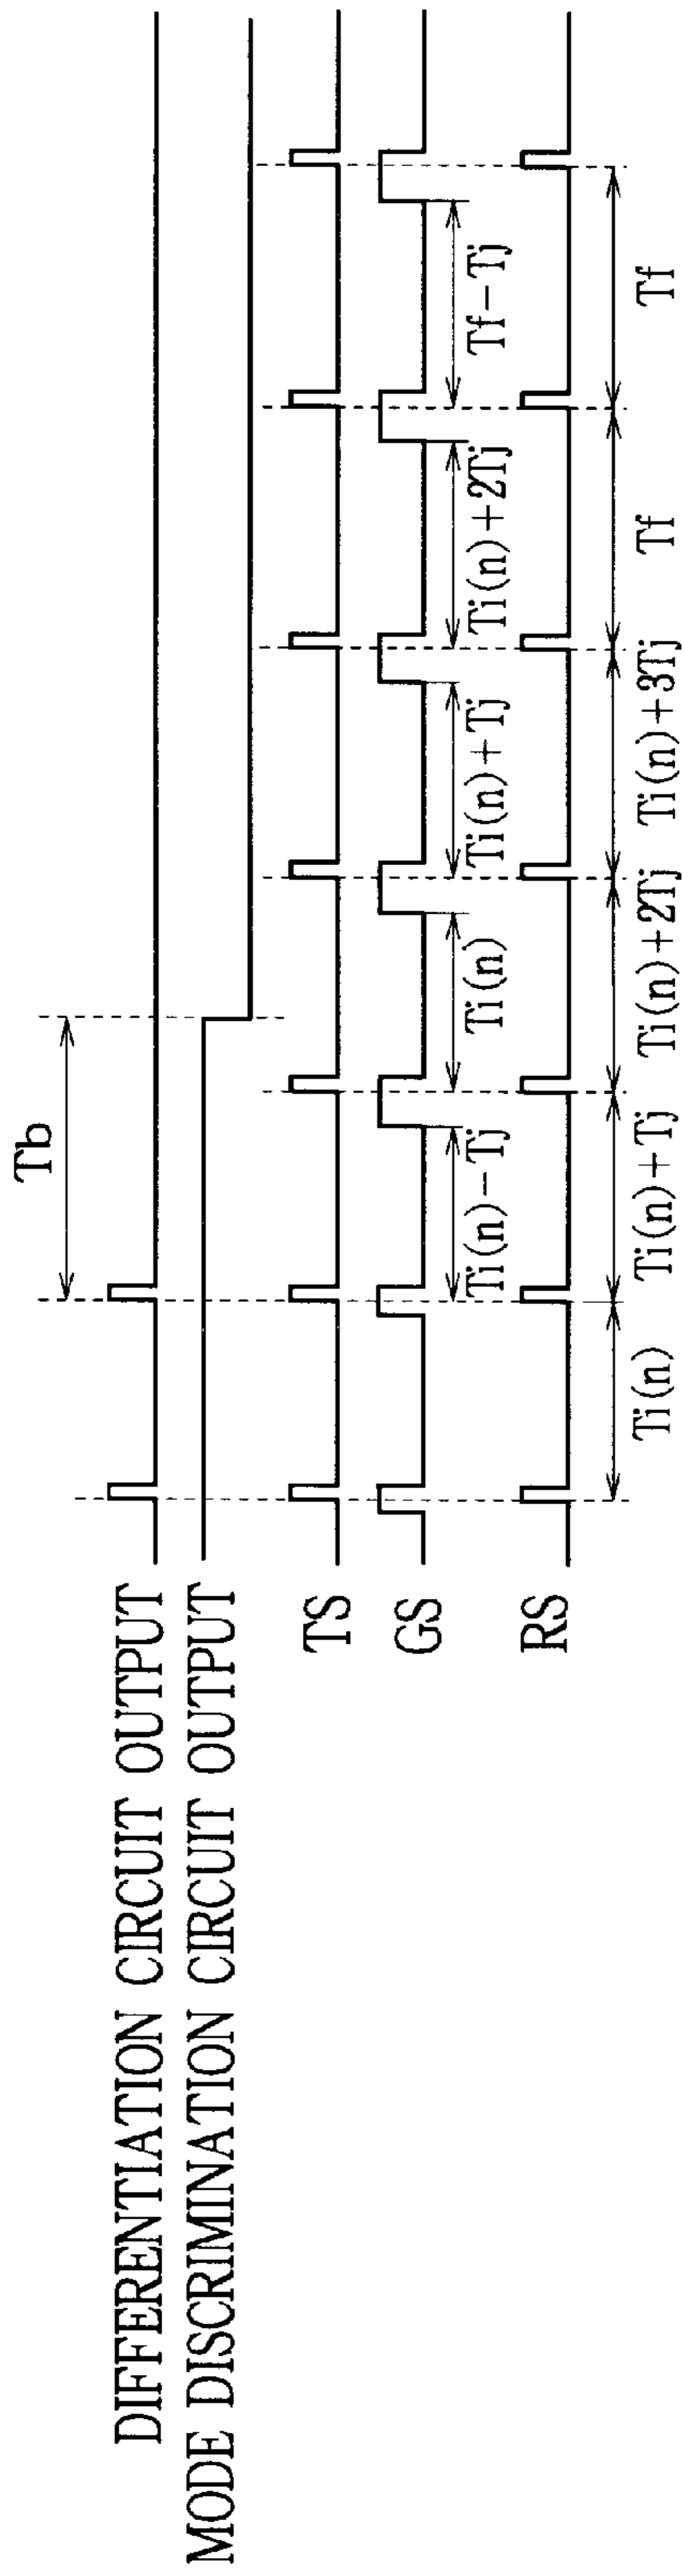 Tb
DIFFERENTIATION CIRCUIT OUTPUT
MODE DISCRIMINATION CIRCUIT OUTPUT
TS
GS
Ti(n)−Tj
Ti(n)
Ti(n)+Tj
Ti(n)+2Tj
Tf−Tj
RS
Ti(n)
Ti(n)+Tj
Ti(n)+2Tj
Ti(n)+3Tj
Tf
Tf